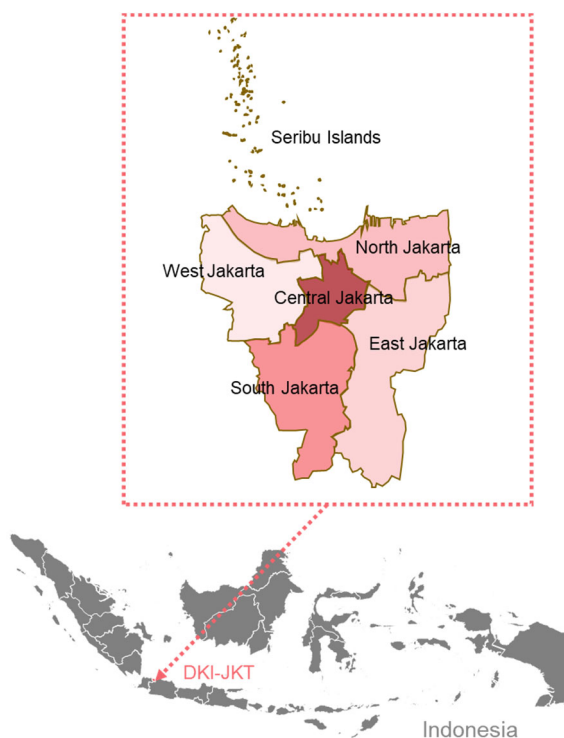 Seribu Islands
North Jakarta
West Jakarta
Central Jakarta
East Jakarta
South Jakarta
DKI-JKT
Indonesia